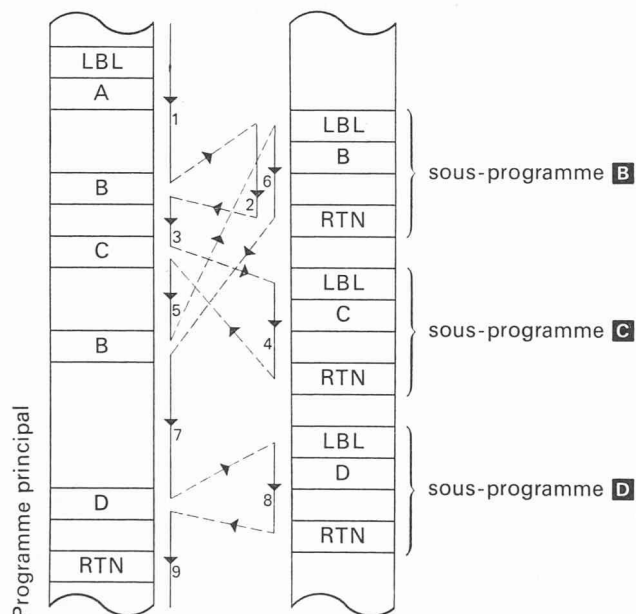 LBL
A
B
C
B
D
RTN
Programme principal
1
2
3
4
5
6
7
8
9
LBL
B
RTN
sous-programme B
LBL
C
RTN
sous-programme C
LBL
D
RTN
sous-programme D